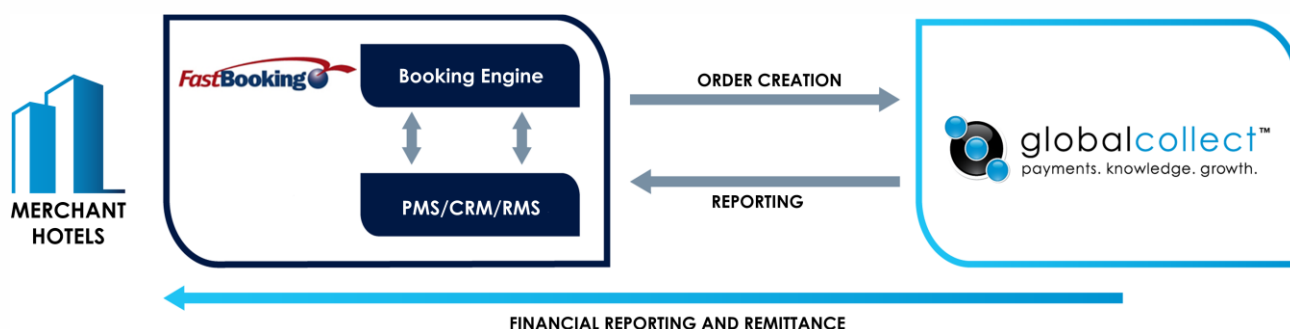 MERCHANT
HOTELS
FastBooking
Booking Engine
PMS/CRM/RMS
ORDER CREATION
REPORTING
globalcollect™
payments. knowledge. growth.
FINANCIAL REPORTING AND REMITTANCE